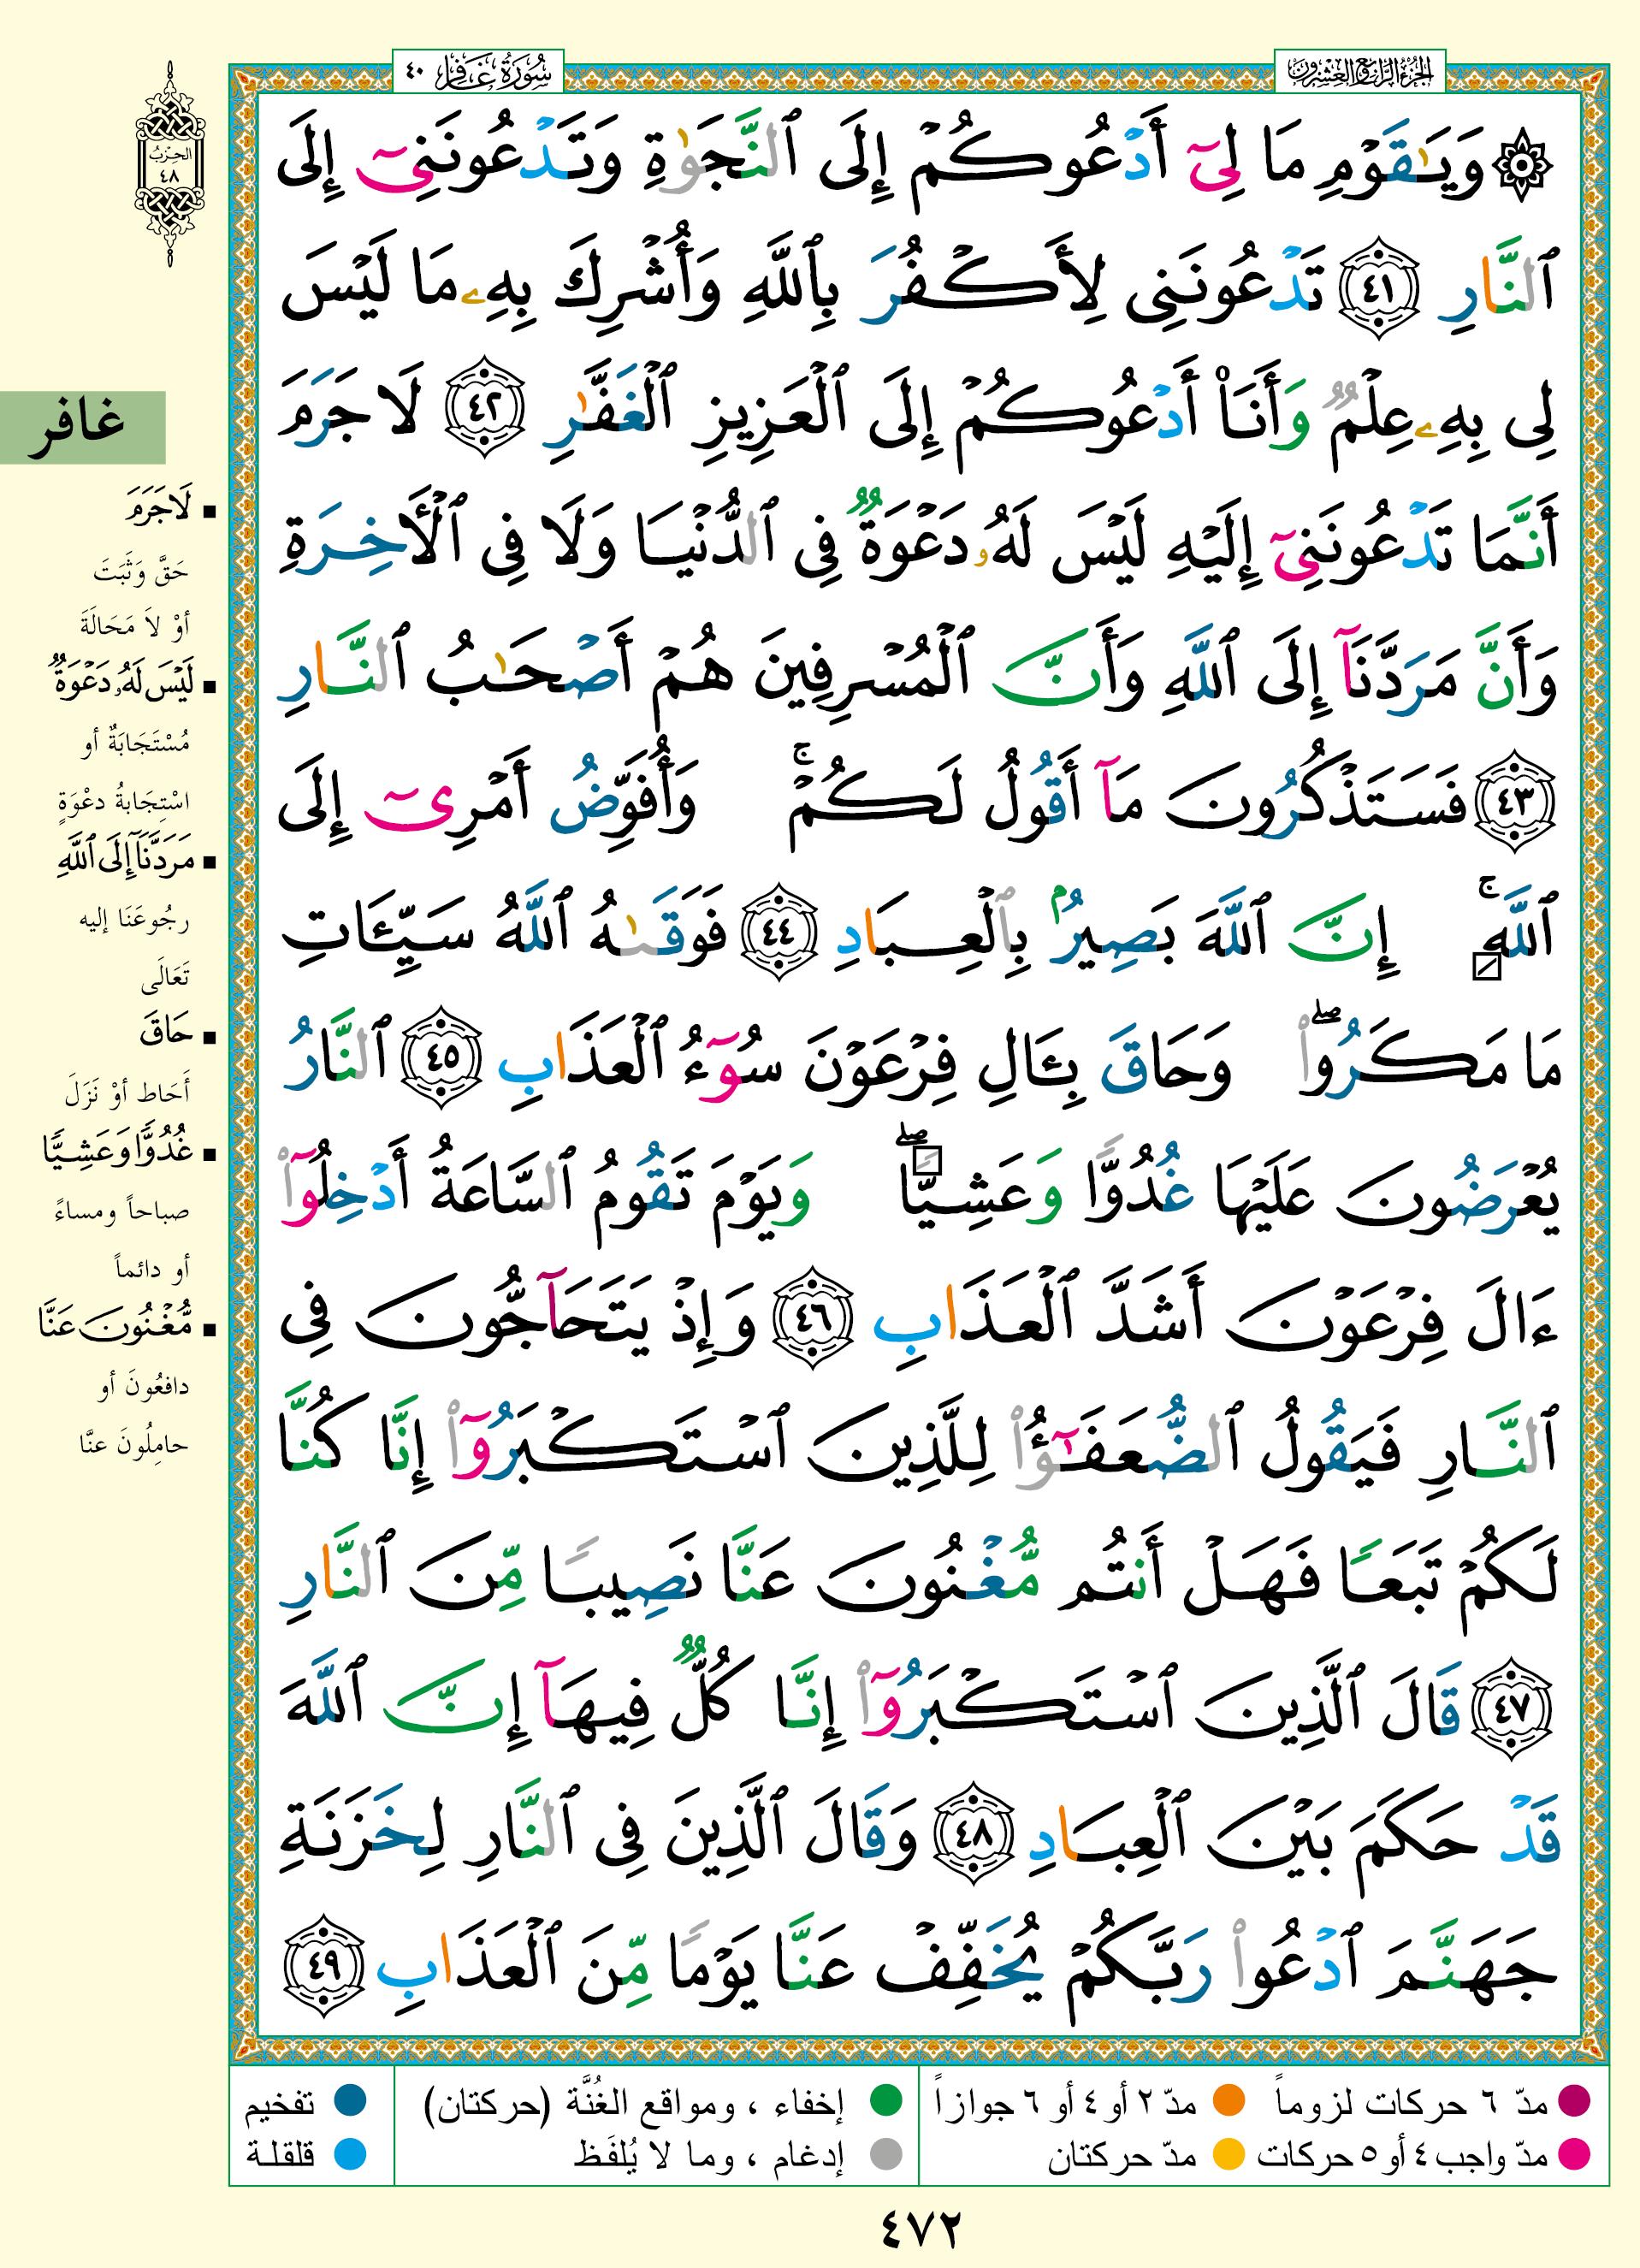 الجزء الرابع والعشرون
سورة غافر ٤٠
الحزب ٤٨
۞ وَيَٰقَوْمِ مَا لِىٓ أَدْعُوكُمْ إِلَى ٱلنَّجَوٰةِ وَتَدْعُونَنِىٓ إِلَى
ٱلنَّارِ ٤١ تَدْعُونَنِى لِأَكْفُرَ بِٱللَّهِ وَأُشْرِكَ بِهِۦ مَا لَيْسَ
لِى بِهِۦ عِلْمٌ وَأَنَا۠ أَدْعُوكُمْ إِلَى ٱلْعَزِيزِ ٱلْغَفَّٰرِ ٤٢ لَا جَرَمَ
أَنَّمَا تَدْعُونَنِىٓ إِلَيْهِ لَيْسَ لَهُۥ دَعْوَةٌ فِى ٱلدُّنْيَا وَلَا فِى ٱلْأَخِرَةِ
وَأَنَّ مَرَدَّنَآ إِلَى ٱللَّهِ وَأَنَّ ٱلْمُسْرِفِينَ هُمْ أَصْحَٰبُ ٱلنَّارِ
٤٣ فَسَتَذْكُرُونَ مَآ أَقُولُ لَكُمْ ۚ وَأُفَوِّضُ أَمْرِىٓ إِلَى
ٱللَّهِ ۚ إِنَّ ٱللَّهَ بَصِيرٌۢ بِٱلْعِبَادِ ٤٤ فَوَقَىٰهُ ٱللَّهُ سَيِّـَٔاتِ
مَا مَكَرُوا۟ ۖ وَحَاقَ بِـَٔالِ فِرْعَوْنَ سُوٓءُ ٱلْعَذَابِ ٤٥ ٱلنَّارُ
يُعْرَضُونَ عَلَيْهَا غُدُوًّا وَعَشِيًّا ۖ وَيَوْمَ تَقُومُ ٱلسَّاعَةُ أَدْخِلُوٓا۟
ءَالَ فِرْعَوْنَ أَشَدَّ ٱلْعَذَابِ ٤٦ وَإِذْ يَتَحَآجُّونَ فِى
ٱلنَّارِ فَيَقُولُ ٱلضُّعَفَٰٓؤُا۟ لِلَّذِينَ ٱسْتَكْبَرُوٓا۟ إِنَّا كُنَّا
لَكُمْ تَبَعًا فَهَلْ أَنتُم مُّغْنُونَ عَنَّا نَصِيبًا مِّنَ ٱلنَّارِ
٤٧ قَالَ ٱلَّذِينَ ٱسْتَكْبَرُوٓا۟ إِنَّا كُلٌّ فِيهَآ إِنَّ ٱللَّهَ
قَدْ حَكَمَ بَيْنَ ٱلْعِبَادِ ٤٨ وَقَالَ ٱلَّذِينَ فِى ٱلنَّارِ لِخَزَنَةِ
جَهَنَّمَ ٱدْعُوا۟ رَبَّكُمْ يُخَفِّفْ عَنَّا يَوْمًا مِّنَ ٱلْعَذَابِ ٤٩
غافر
▪ لَا جَرَمَ
حَقَّ وَثَبَتَ
أوْ لاَ مَحَالَةَ
▪ لَيْسَ لَهُۥ دَعْوَةٌ
مُسْتَجَابَةٌ أو
اسْتِجَابةُ دعْوَةٍ
▪ مَرَدَّنَآ إِلَى ٱللَّهِ
رجُوعَنَا إليه
تَعَالَى
▪ حَاقَ
أَحَاط أوْ نَزَلَ
▪ غُدُوًّا وَعَشِيًّا
صباحاً ومساءً
أو دائماً
▪ مُّغْنُونَ عَنَّا
دافعُونَ أو
حامِلُونَ عنَّا
مدّ ٦ حركات لزوماً مدّ ٢ أو ٤ أو ٦ جوازاً إخفاء ، ومواقع الغُنَّة (حركتان) تفخيم
مدّ واجب ٤ أو ٥ حركات مدّ حركتان إدغام ، وما لا يُلفَظ قلقلة
٤٧٢